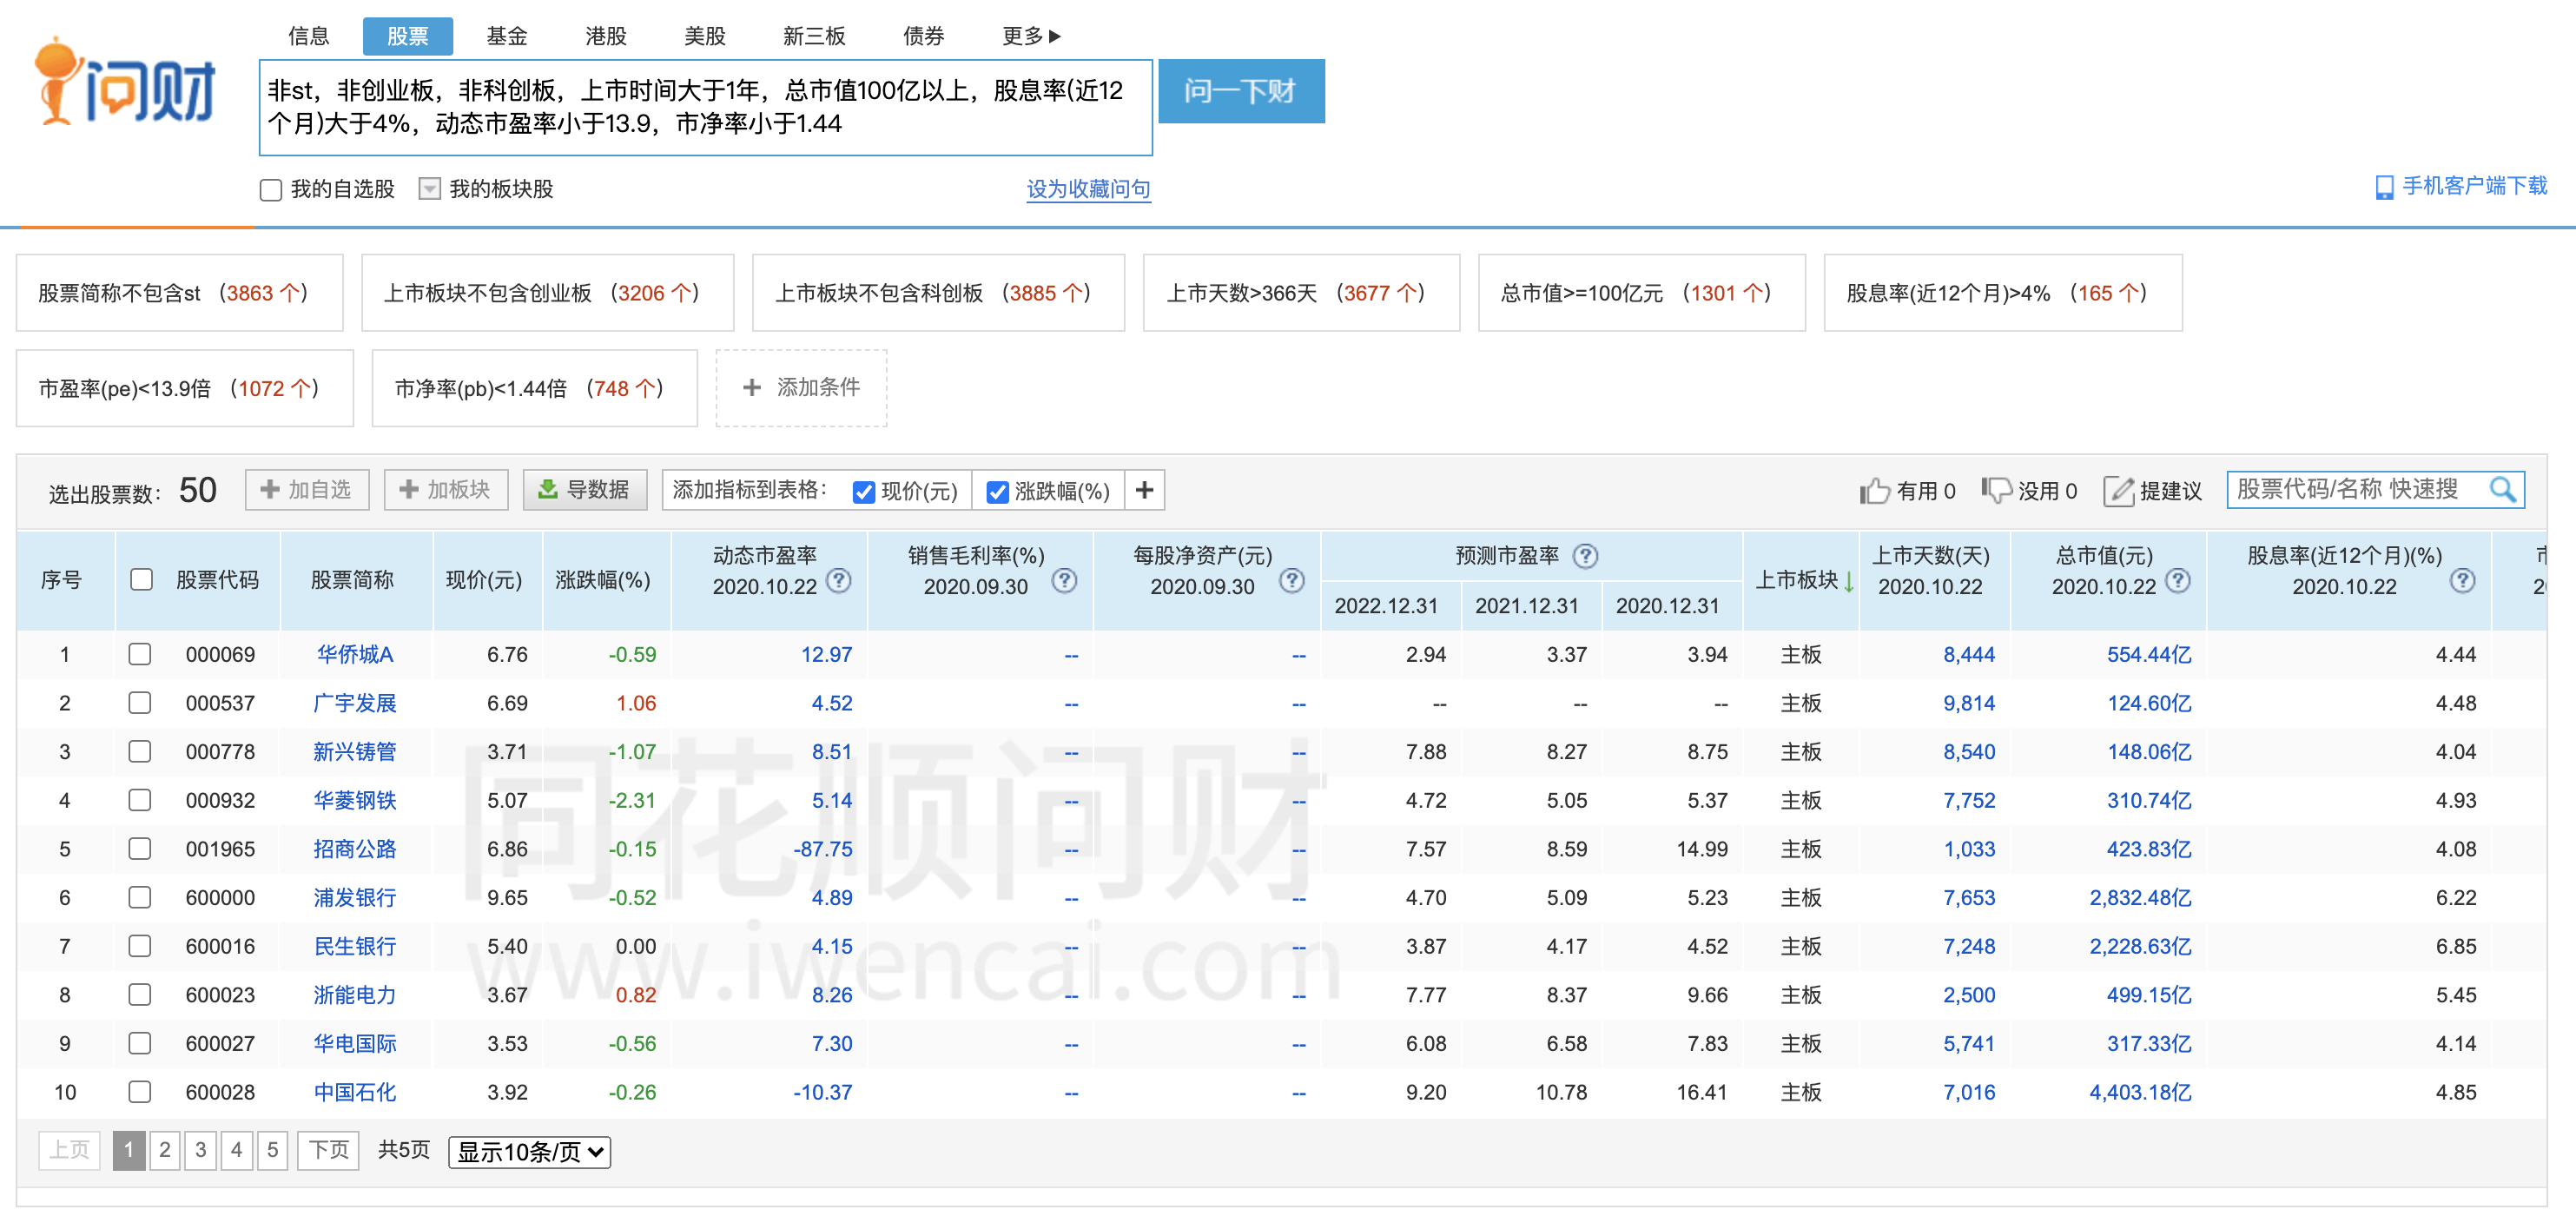 问财
信息 股票 基金 港股 美股 新三板 债券 更多
非st，非创业板，非科创板，上市时间大于1年，总市值100亿以上，股息率(近12
个月)大于4%，动态市盈率小于13.9，市净率小于1.44
问一下财
我的自选股 我的板块股 设为收藏问句
手机客户端下载
股票简称不包含st （3863 个） 上市板块不包含创业板 （3206 个） 上市板块不包含科创板 （3885 个） 上市天数>366天 （3677 个） 总市值>=100亿元 （1301 个） 股息率(近12个月)>4% （165 个）
市盈率(pe)<13.9倍 （1072 个） 市净率(pb)<1.44倍 （748 个） + 添加条件
选出股票数： 50 + 加自选 + 加板块 导数据 添加指标到表格： 现价(元) 涨跌幅(%) + 有用 0 没用 0 提建议 股票代码/名称 快速搜
序号 股票代码 股票简称 现价(元) 涨跌幅(%) 动态市盈率 2020.10.22 ? 销售毛利率(%) 2020.09.30 ? 每股净资产(元) 2020.09.30 ? 预测市盈率 ? 2022.12.31 2021.12.31 2020.12.31 上市板块↓ 上市天数(天) 2020.10.22 总市值(元) 2020.10.22 ? 股息率(近12个月)(%) 2020.10.22 ?
1 000069 华侨城A 6.76 -0.59 12.97 -- -- 2.94 3.37 3.94 主板 8,444 554.44亿 4.44
2 000537 广宇发展 6.69 1.06 4.52 -- -- -- -- -- 主板 9,814 124.60亿 4.48
3 000778 新兴铸管 3.71 -1.07 8.51 -- -- 7.88 8.27 8.75 主板 8,540 148.06亿 4.04
4 000932 华菱钢铁 5.07 -2.31 5.14 -- -- 4.72 5.05 5.37 主板 7,752 310.74亿 4.93
5 001965 招商公路 6.86 -0.15 -87.75 -- -- 7.57 8.59 14.99 主板 1,033 423.83亿 4.08
6 600000 浦发银行 9.65 -0.52 4.89 -- -- 4.70 5.09 5.23 主板 7,653 2,832.48亿 6.22
7 600016 民生银行 5.40 0.00 4.15 -- -- 3.87 4.17 4.52 主板 7,248 2,228.63亿 6.85
8 600023 浙能电力 3.67 0.82 8.26 -- -- 7.77 8.37 9.66 主板 2,500 499.15亿 5.45
9 600027 华电国际 3.53 -0.56 7.30 -- -- 6.08 6.58 7.83 主板 5,741 317.33亿 4.14
10 600028 中国石化 3.92 -0.26 -10.37 -- -- 9.20 10.78 16.41 主板 7,016 4,403.18亿 4.85
同花顺问财
www.iwencai.com
上页 1 2 3 4 5 下页 共5页 显示10条/页